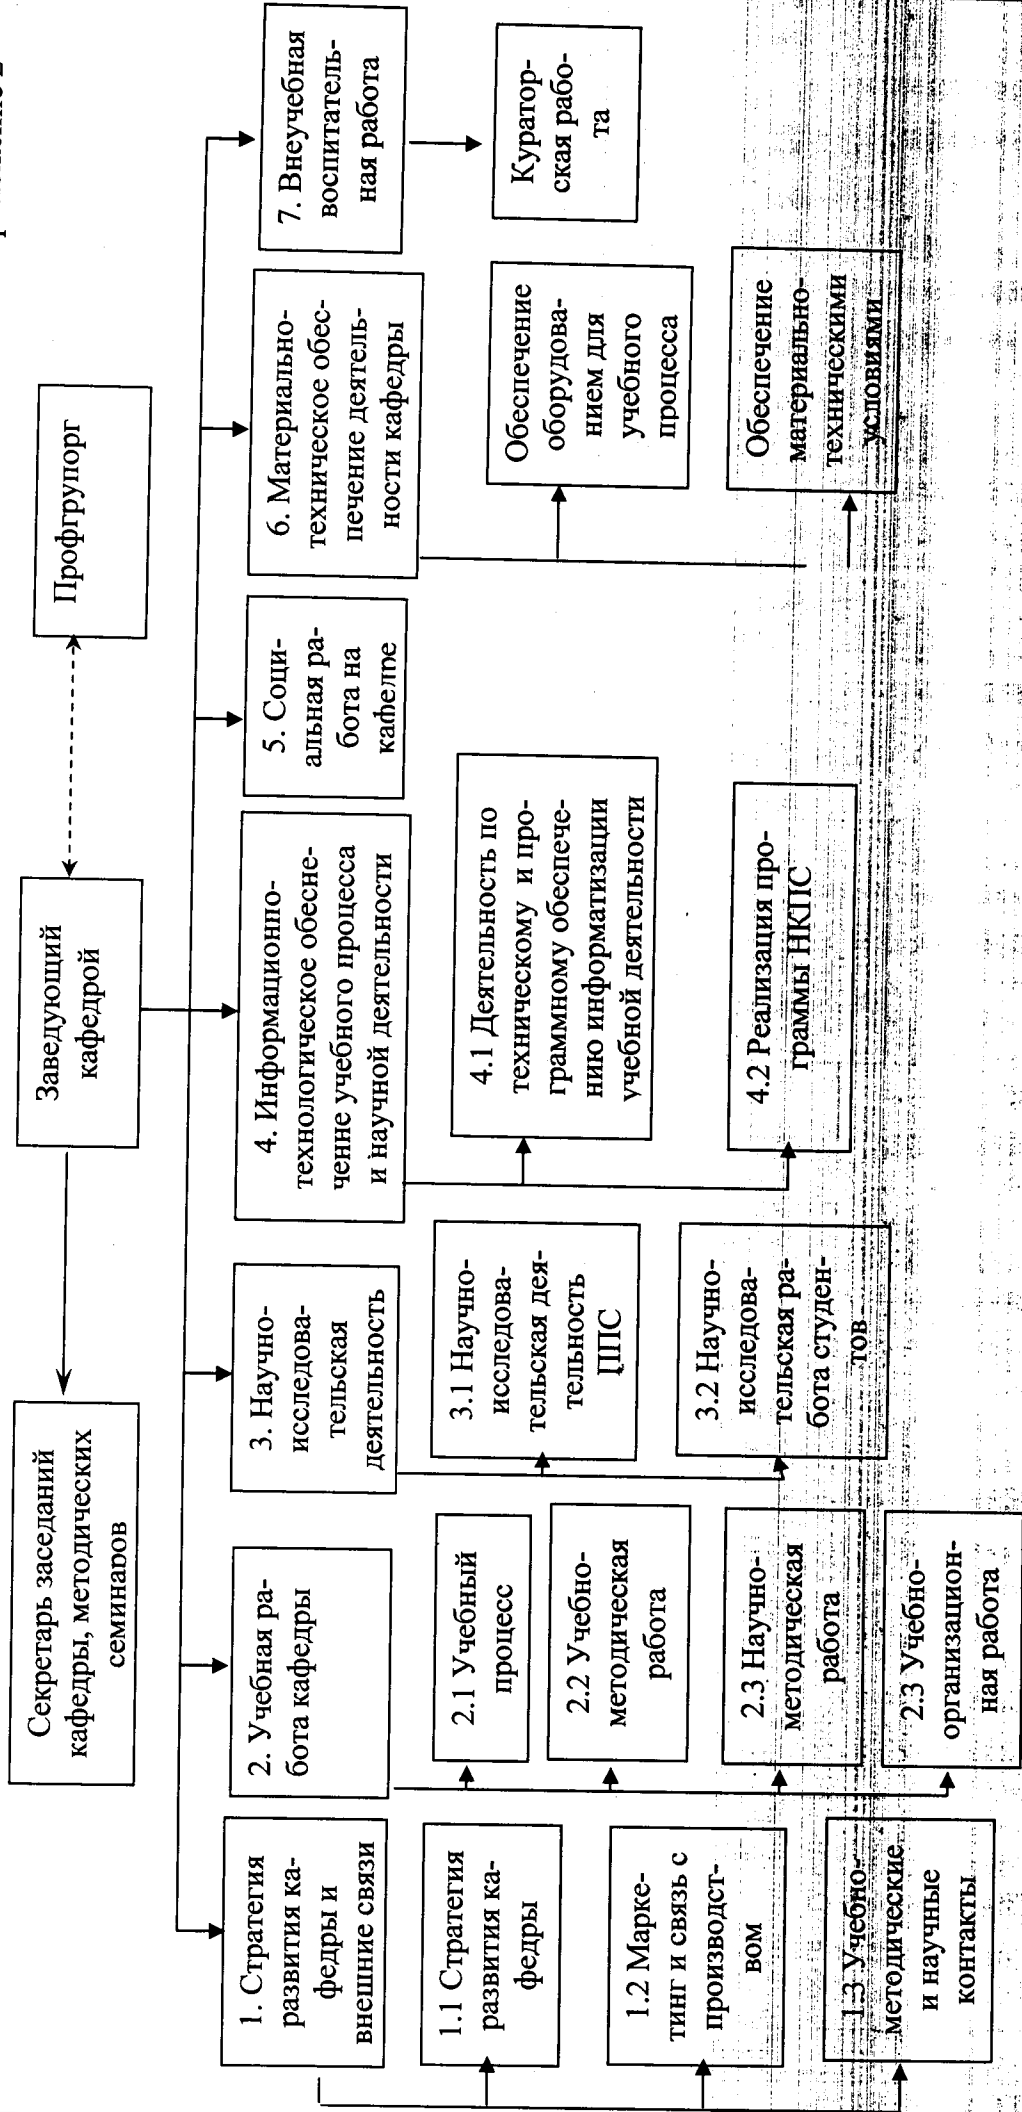 Секретарь заседаний
кафедры, методических
семинаров
Заведующий
кафедрой
Профгрупорг
1. Стратегия
развития ка-
федры и
внешние связи
2. Учебная ра-
бота кафедры
3. Научно-
исследова-
тельская
деятельность
4. Информационно-
технологическое обеспе-
чение учебного процесса
и научной деятельности
5. Соци-
альная ра-
бота на
кафедре
6. Материально-
техническое обес-
печение деятель-
ности кафедры
7. Внеучебная
воспитатель-
ная работа
1.1 Стратегия
развития ка-
федры
1.2 Марке-
тинг и связь с
производст-
вом
1.3 Учебно-
методические
и научные
контакты
2.1 Учебный
процесс
2.2 Учебно-
методическая
работа
2.3 Научно-
методическая
работа
2.3 Учебно-
организацион-
ная работа
3.1 Научно-
исследова-
тельская дея-
тельность
ППС
3.2 Научно-
исследова-
тельская ра-
бота студен-
тов
4.1 Деятельность по
техническому и про-
граммному обеспече-
нию информатизации
учебной деятельности
4.2 Реализация про-
граммы НКПС
Обеспечение
оборудова-
нием для
учебного
процесса
Обеспечение
материально-
техническими
условиями
Куратор-
ская рабо-
та